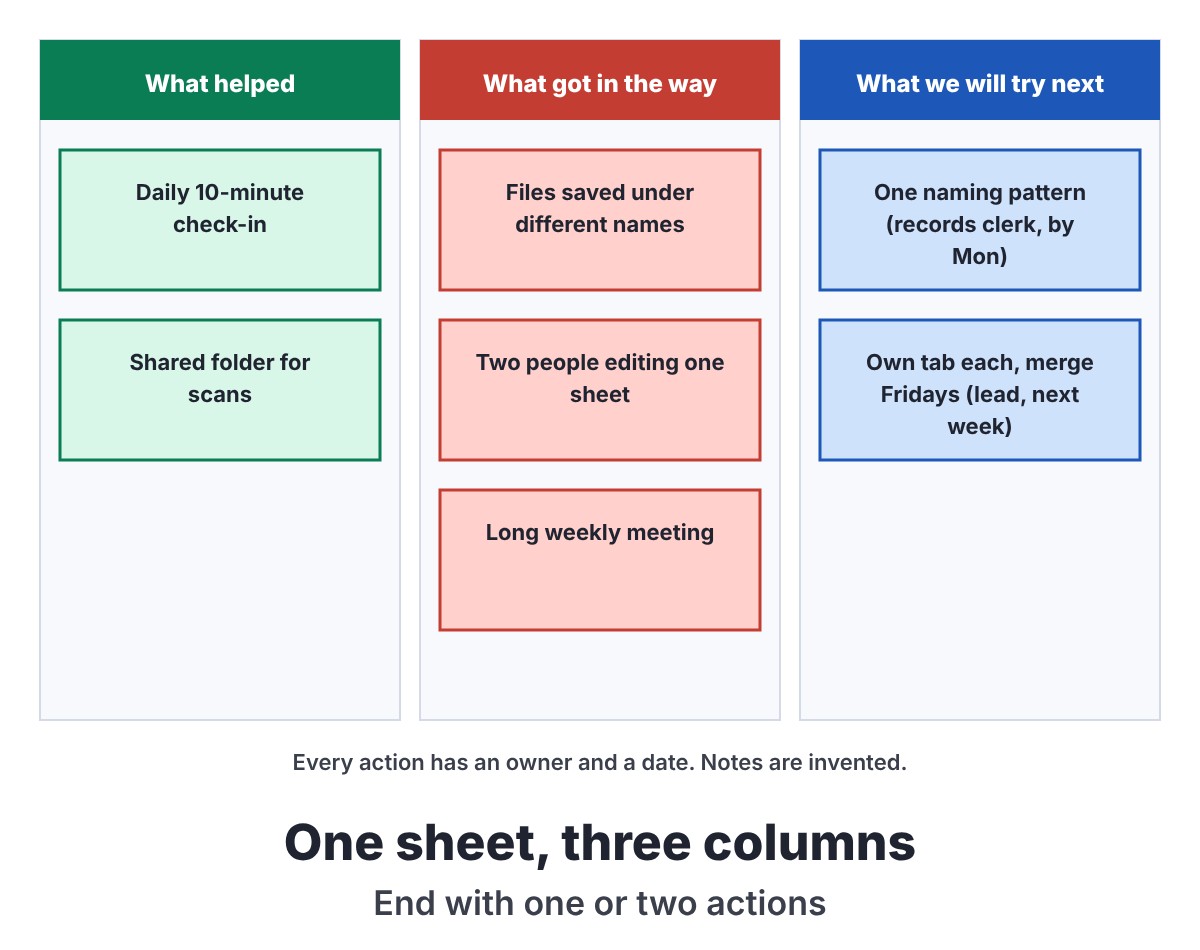 What helped
Daily 10-minute
check-in
Shared folder for
scans
What got in the way
Files saved under
different names
Two people editing one
sheet
Long weekly meeting
What we will try next
One naming pattern
(records clerk, by
Mon)
Own tab each, merge
Fridays (lead, next
week)
Every action has an owner and a date. Notes are invented.
One sheet, three columns
End with one or two actions